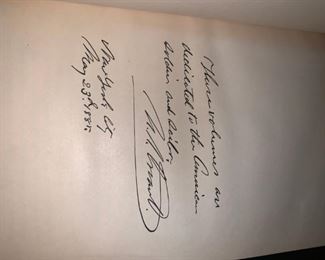 These volumes are
dedicated to the American
soldier and sailor.
U. S. Grant.
New York City
May 23d 1885.